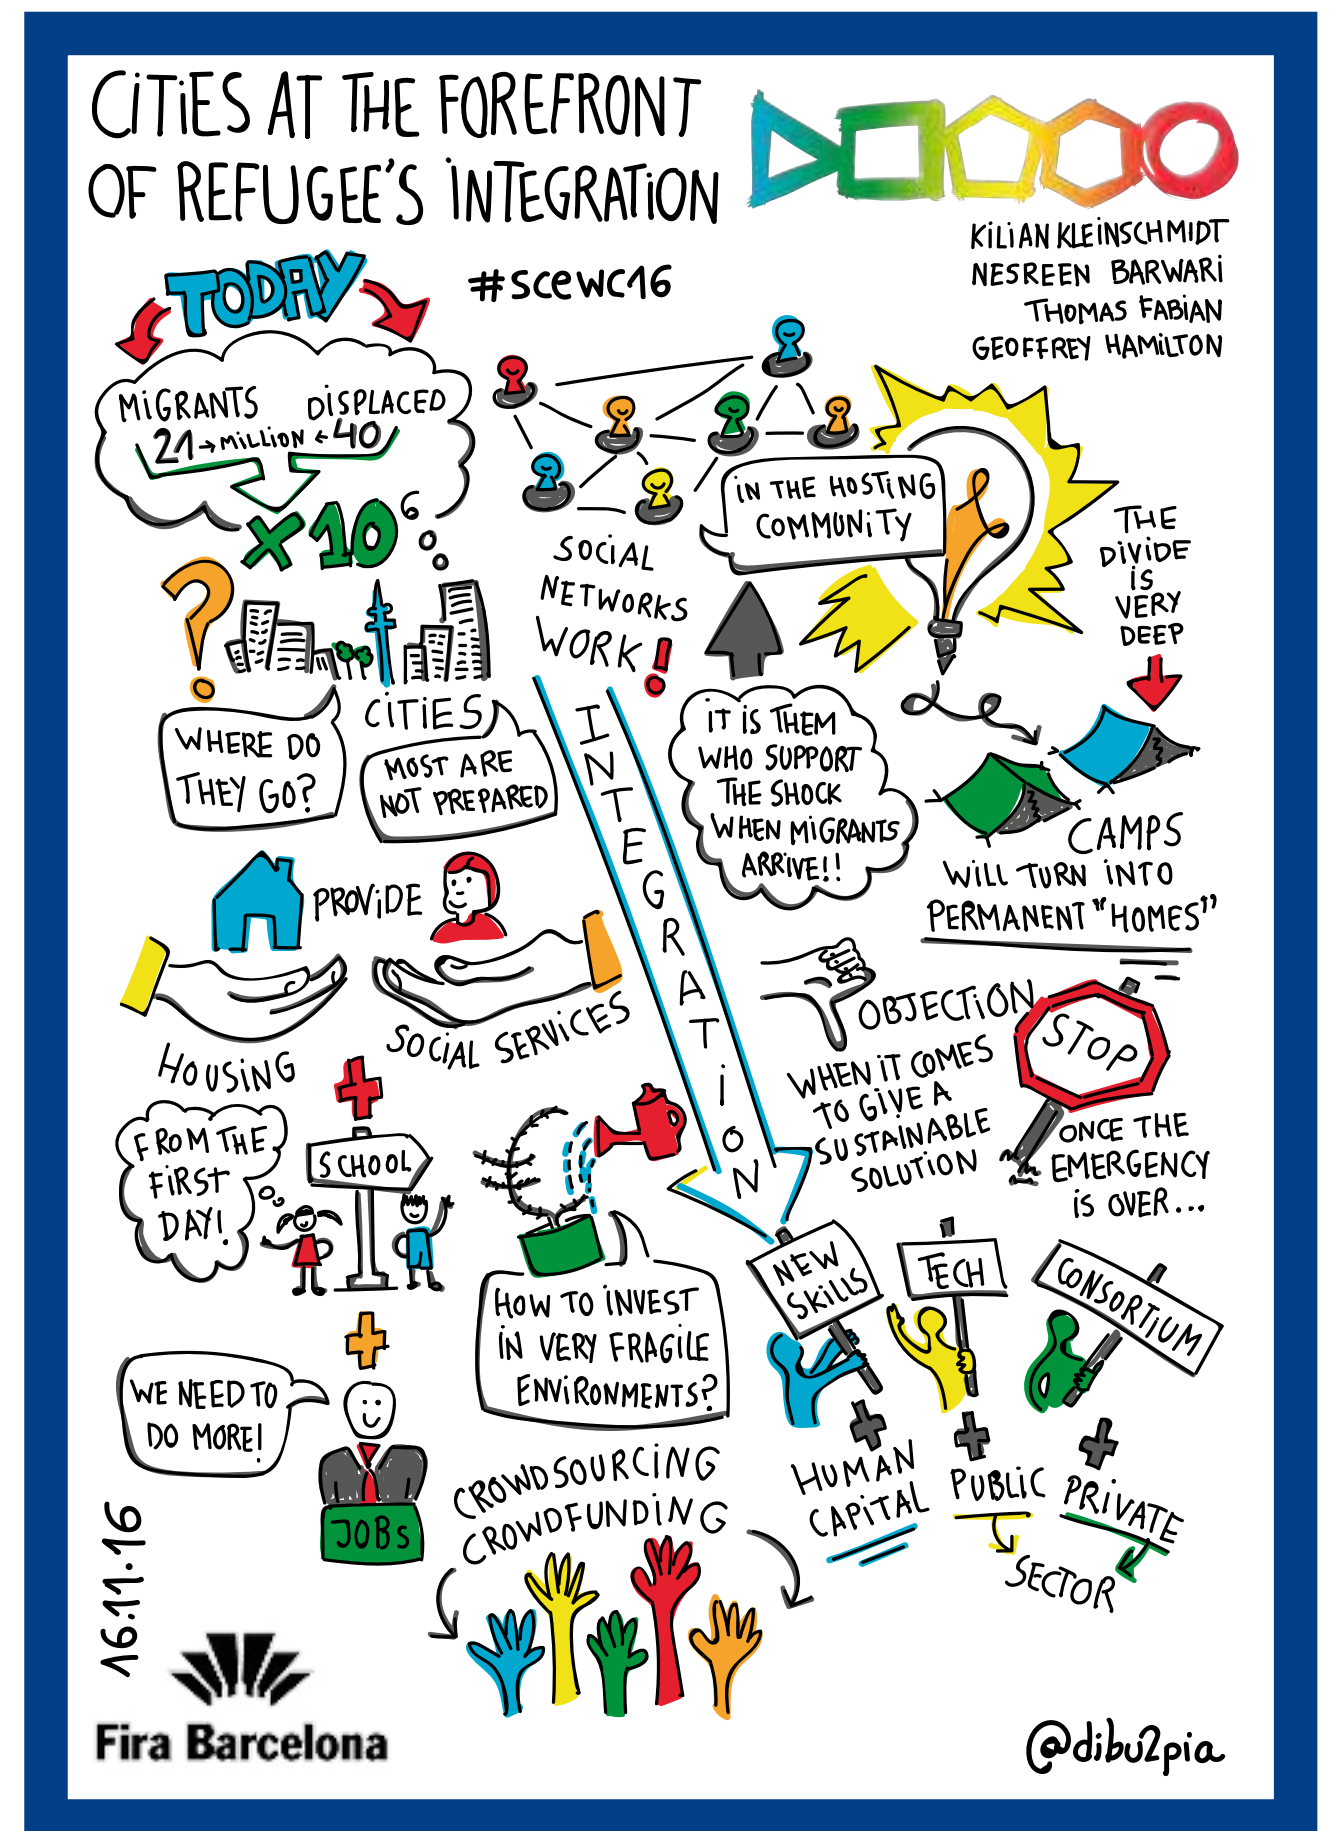 CiTiES AT THE FOREFRONT
OF REFUGEE'S iNTEGRATiON
KiLiAN KLEiNSCHMIDT
NESREEN BARWARi
THOMAS FABiAN
GEOFFREY HAMiLTON
#scewc16
TODAY
MiGRANTS DiSPLACED
21 → MiLLiON ← 40
x 10⁶
?
WHERE DO
THEY GO?
CiTiES
MOST ARE
NOT PREPARED
SOCiAL
NETWORKS
WORK!
iN THE HOSTiNG
COMMUNiTY
iT iS THEM
WHO SUPPORT
THE SHOCK
WHEN MiGRANTS
ARRiVE!!
THE
DiViDE
iS
VERY
DEEP
CAMPS
WiLL TURN iNTO
PERMANENT "HOMES"
INTEGRATiON
PROViDE
HOUSiNG
SOCiAL SERViCES
FROM THE
FiRST
DAY!
SCHOOL
WE NEED TO
DO MORE!
JOBs
OBJECTiON
WHEN iT COMES
TO GiVE A
SUSTAiNABLE
SOLUTiON
STOP
ONCE THE
EMERGENCY
iS OVER...
HOW TO iNVEST
iN VERY FRAGiLE
ENViRONMENTS?
CROWDSOURCiNG
CROWDFUNDiNG
NEW
SKiLLS
TECH
CONSORTiUM
HUMAN
CAPiTAL
PUBLiC
PRiVATE
SECTOR
16.11.16
Fira Barcelona
@dibu2pia